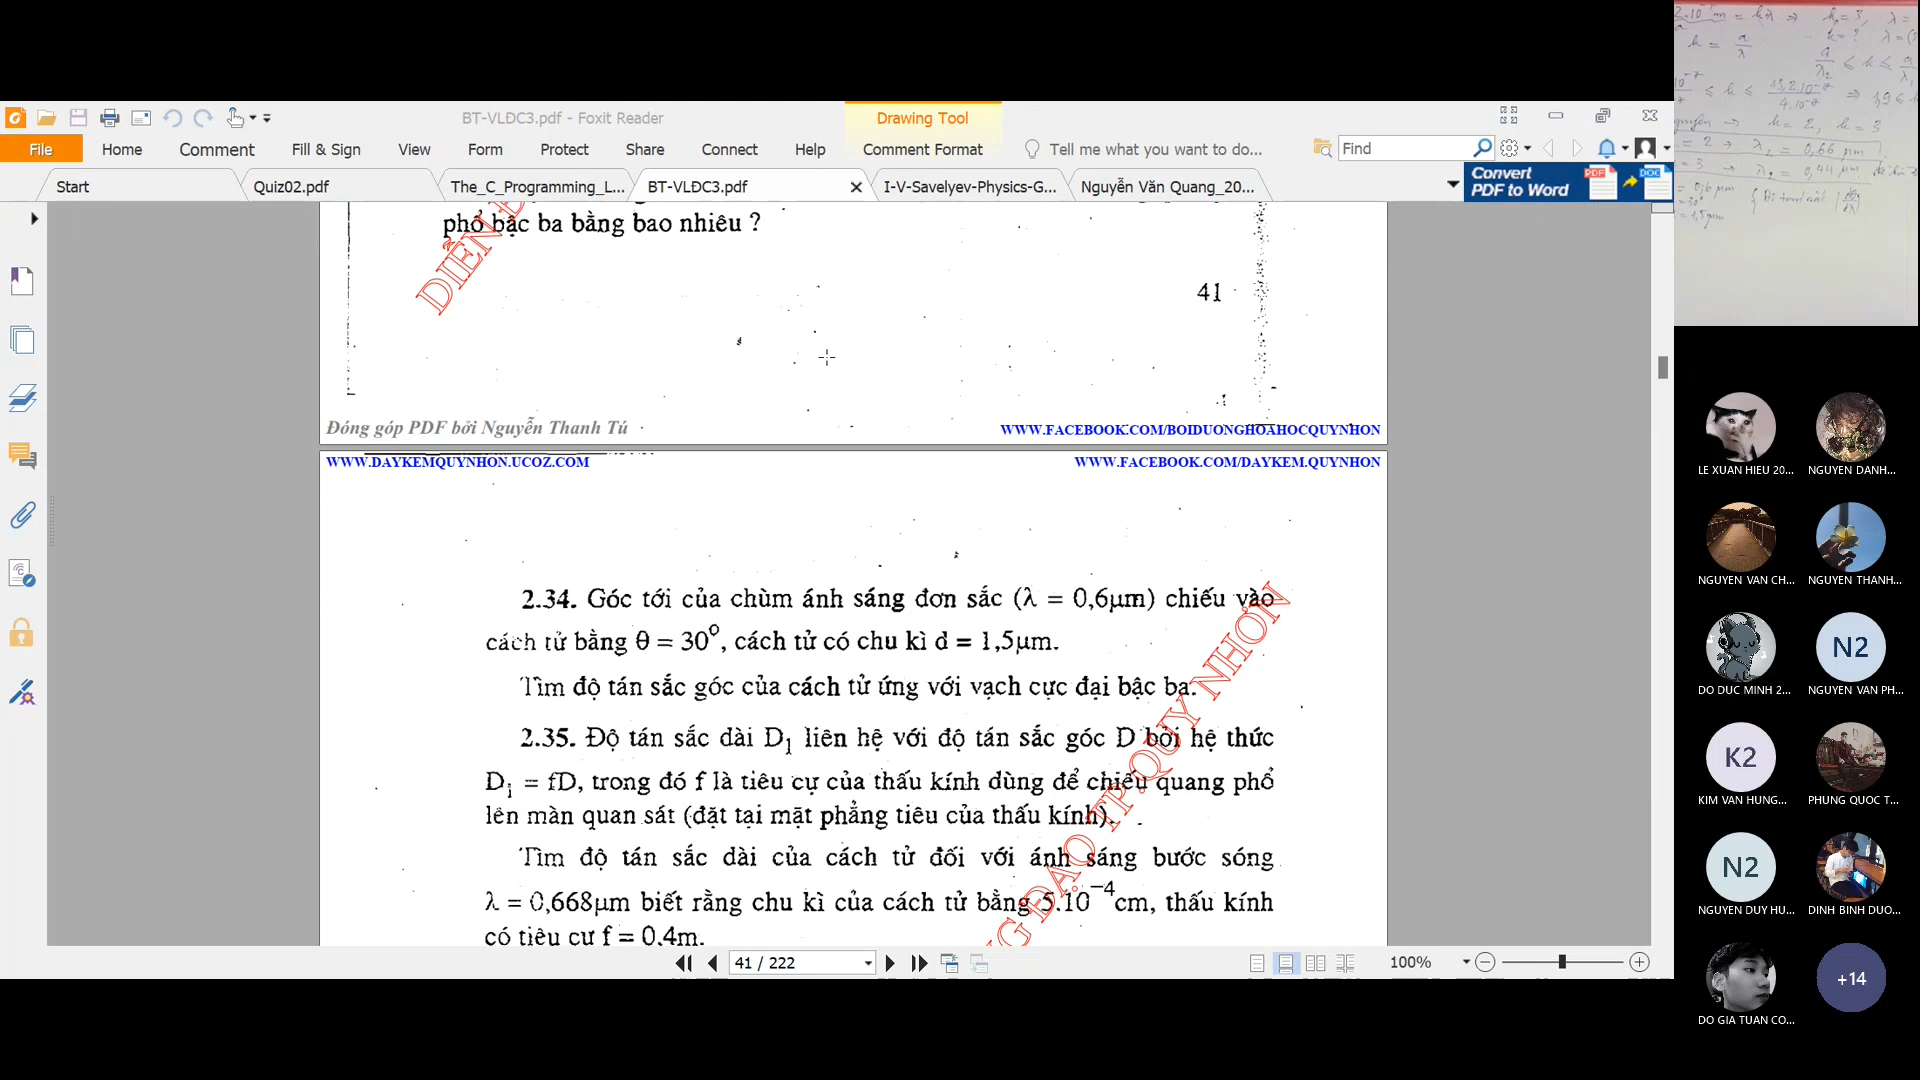 BT-VLĐC3.pdf - Foxit Reader
Drawing Tool
File Home Comment Fill & Sign View Form Protect Share Connect Help Comment Format Tell me what you want to do... Find
Start Quiz02.pdf The_C_Programming_L... BT-VLĐC3.pdf I-V-Savelyev-Physics-G... Nguyễn Văn Quang_20...
Convert
PDF to Word
PDF DOC
phổ bậc ba bằng bao nhiêu ?
41
Đóng góp PDF bởi Nguyễn Thanh Tú
WWW.FACEBOOK.COM/BOIDUONGHOAHOCQUYNHON
WWW.DAYKEMQUYNHON.UCOZ.COM
WWW.FACEBOOK.COM/DAYKEM.QUYNHON
2.34. Góc tới của chùm ánh sáng đơn sắc (λ = 0,6μm) chiếu vào
cách tử bằng θ = 30°, cách tử có chu kì d = 1,5μm.
Tìm độ tán sắc góc của cách tử ứng với vạch cực đại bậc ba.
2.35. Độ tán sắc dài D₁ liên hệ với độ tán sắc góc D bởi hệ thức
D₁ = fD, trong đó f là tiêu cự của thấu kính dùng để chiếu quang phổ
lên màn quan sát (đặt tại mặt phẳng tiêu của thấu kính).
Tìm độ tán sắc dài của cách tử đối với ánh sáng bước sóng
λ = 0,668μm biết rằng chu kì của cách tử bằng 5.10⁻⁴cm, thấu kính
có tiêu cự f = 0,4m.
ĐẠO TP.QUY NHƠN
41 / 222
100%
LE XUAN HIEU 20...
NGUYEN DANH...
NGUYEN VAN CH...
NGUYEN THANH...
DO DUC MINH 2...
N2
NGUYEN VAN PH...
K2
KIM VAN HUNG...
PHUNG QUOC T...
N2
NGUYEN DUY HU...
DINH BINH DUO...
DO GIA TUAN CO...
+14